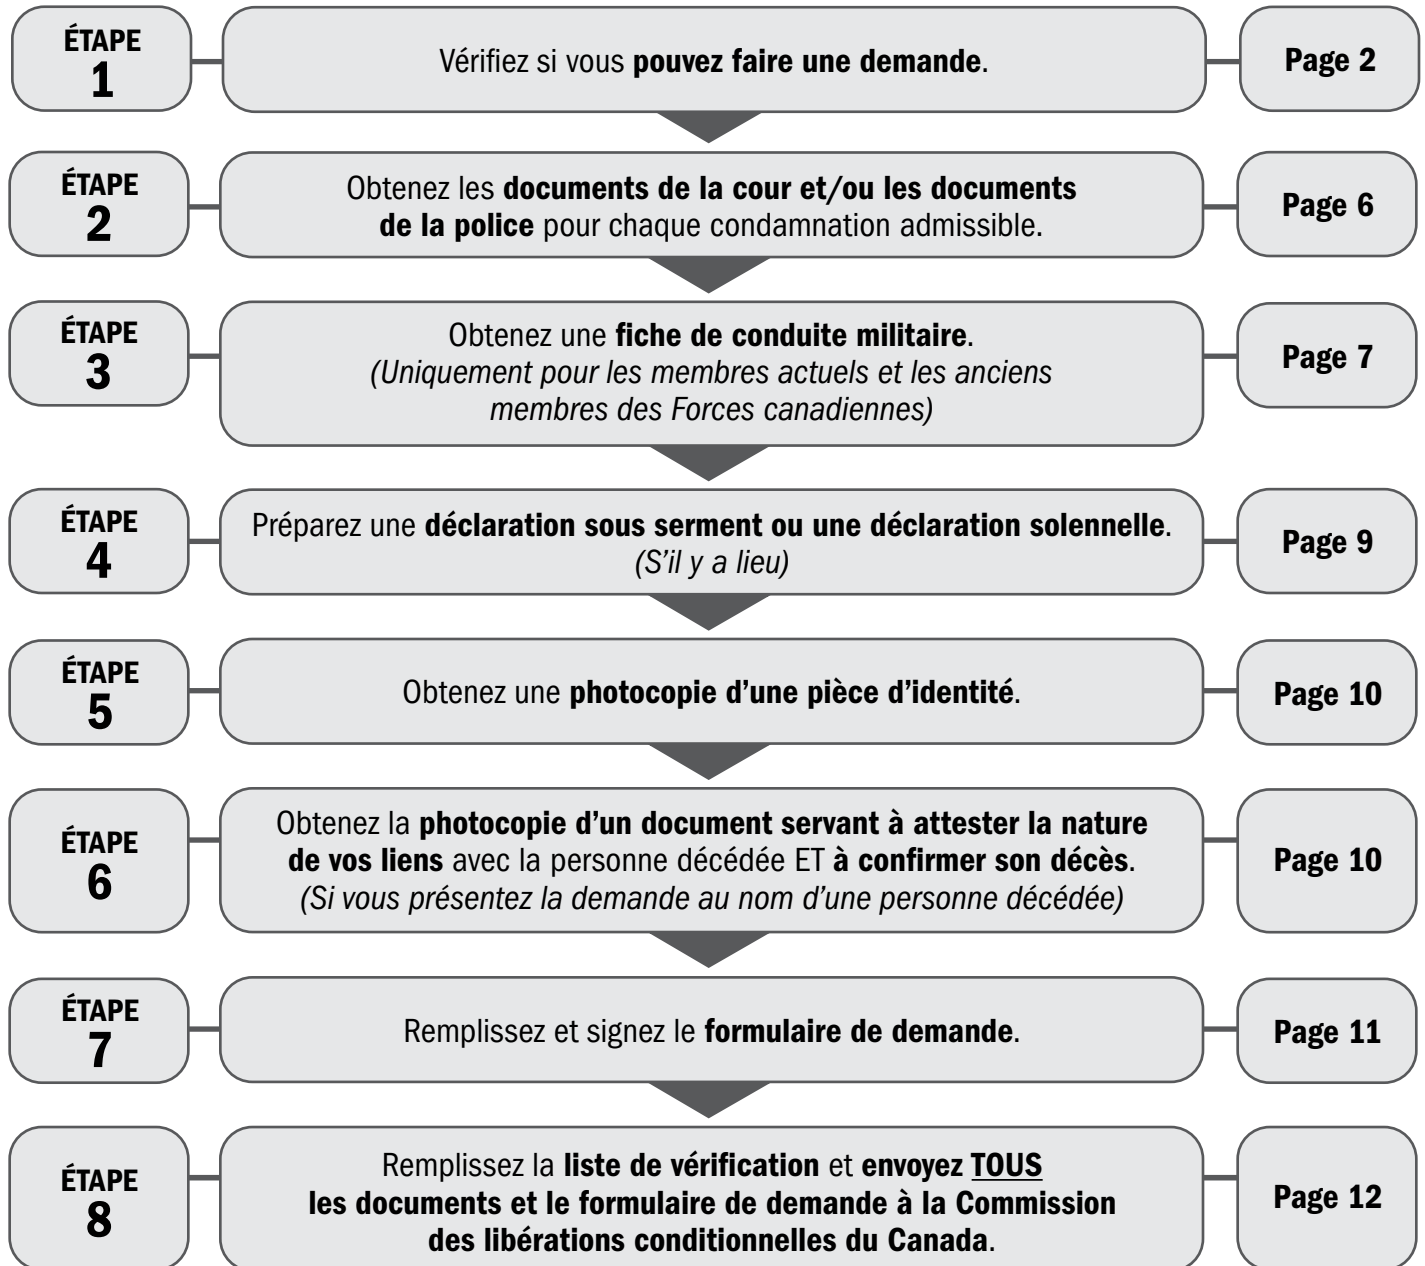 ÉTAPE
1
Vérifiez si vous pouvez faire une demande.
Page 2
ÉTAPE
2
Obtenez les documents de la cour et/ou les documents
de la police pour chaque condamnation admissible.
Page 6
ÉTAPE
3
Obtenez une fiche de conduite militaire.
(Uniquement pour les membres actuels et les anciens
membres des Forces canadiennes)
Page 7
ÉTAPE
4
Préparez une déclaration sous serment ou une déclaration solennelle.
(S’il y a lieu)
Page 9
ÉTAPE
5
Obtenez une photocopie d’une pièce d’identité.
Page 10
ÉTAPE
6
Obtenez la photocopie d’un document servant à attester la nature
de vos liens avec la personne décédée ET à confirmer son décès.
(Si vous présentez la demande au nom d’une personne décédée)
Page 10
ÉTAPE
7
Remplissez et signez le formulaire de demande.
Page 11
ÉTAPE
8
Remplissez la liste de vérification et envoyez TOUS
les documents et le formulaire de demande à la Commission
des libérations conditionnelles du Canada.
Page 12